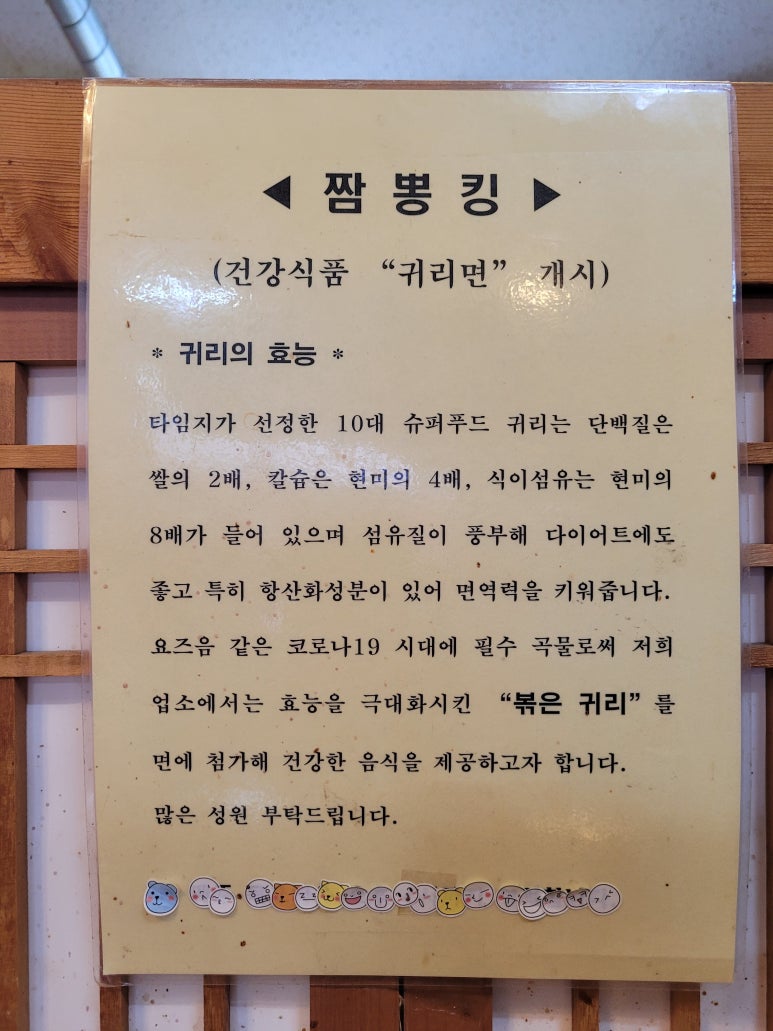 ◀ 짬뽕킹 ▶
(건강식품 “귀리면” 개시)
* 귀리의 효능 *
타임지가 선정한 10대 슈퍼푸드 귀리는 단백질은
쌀의 2배, 칼슘은 현미의 4배, 식이섬유는 현미의
8배가 들어 있으며 섬유질이 풍부해 다이어트에도
좋고 특히 항산화성분이 있어 면역력을 키워줍니다.
요즈음 같은 코로나19 시대에 필수 곡물로써 저희
업소에서는 효능을 극대화시킨 “볶은 귀리”를
면에 첨가해 건강한 음식을 제공하고자 합니다.
많은 성원 부탁드립니다.